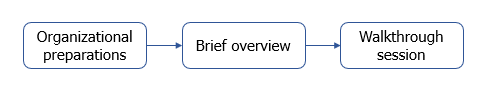 Organizational
preparations
Brief overview
Walkthrough
session